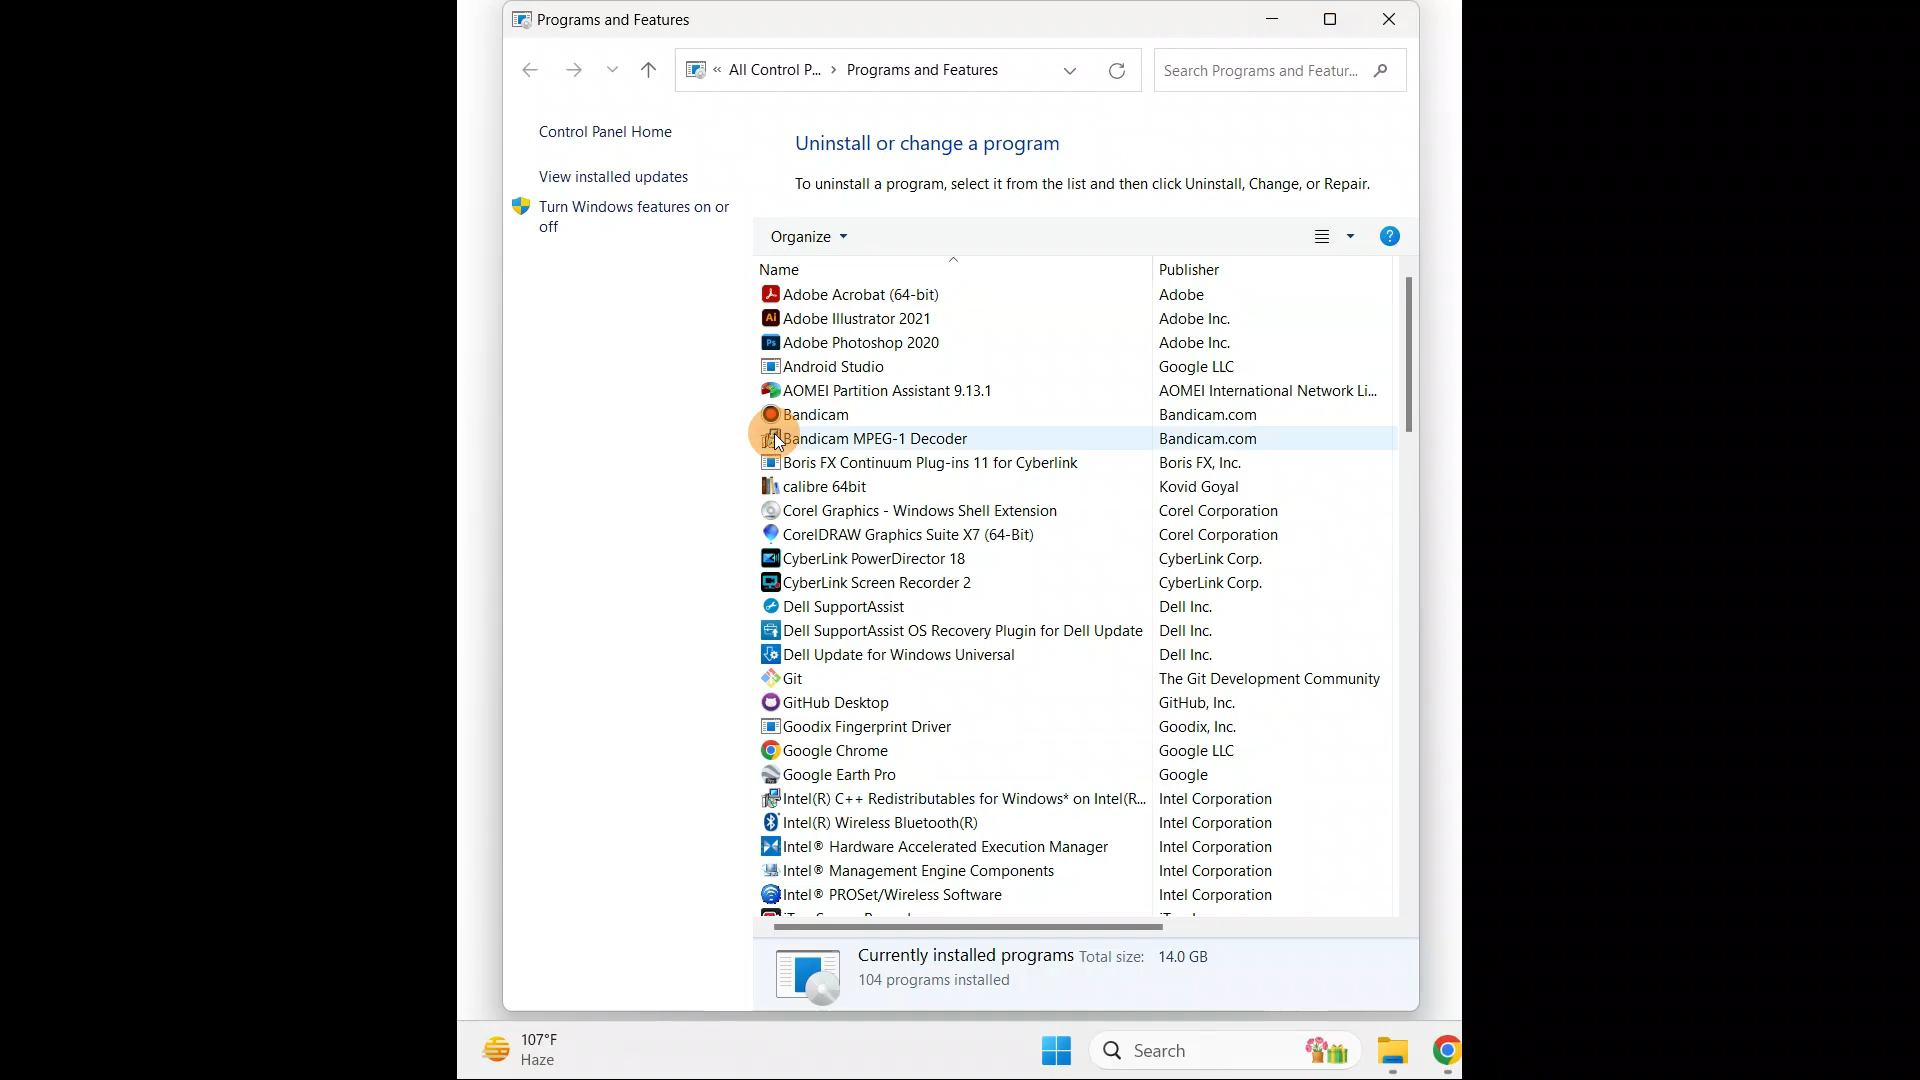 Programs and Features
« All Control P... › Programs and Features
Search Programs and Featur...
Control Panel Home
View installed updates
Turn Windows features on or
off
Uninstall or change a program
To uninstall a program, select it from the list and then click Uninstall, Change, or Repair.
Organize
?
Name Publisher
Adobe Acrobat (64-bit) Adobe
Ai Adobe Illustrator 2021 Adobe Inc.
Ps Adobe Photoshop 2020 Adobe Inc.
Android Studio Google LLC
AOMEI Partition Assistant 9.13.1 AOMEI International Network Li...
Bandicam Bandicam.com
Bandicam MPEG-1 Decoder Bandicam.com
Boris FX Continuum Plug-ins 11 for Cyberlink Boris FX, Inc.
calibre 64bit Kovid Goyal
Corel Graphics - Windows Shell Extension Corel Corporation
CorelDRAW Graphics Suite X7 (64-Bit) Corel Corporation
CyberLink PowerDirector 18 CyberLink Corp.
CyberLink Screen Recorder 2 CyberLink Corp.
Dell SupportAssist Dell Inc.
Dell SupportAssist OS Recovery Plugin for Dell Update Dell Inc.
Dell Update for Windows Universal Dell Inc.
Git The Git Development Community
GitHub Desktop GitHub, Inc.
Goodix Fingerprint Driver Goodix, Inc.
Google Chrome Google LLC
Google Earth Pro Google
Intel(R) C++ Redistributables for Windows* on Intel(R... Intel Corporation
Intel(R) Wireless Bluetooth(R) Intel Corporation
Intel® Hardware Accelerated Execution Manager Intel Corporation
Intel® Management Engine Components Intel Corporation
Intel® PROSet/Wireless Software Intel Corporation
Currently installed programs Total size: 14.0 GB
104 programs installed
107°F
Haze
Search